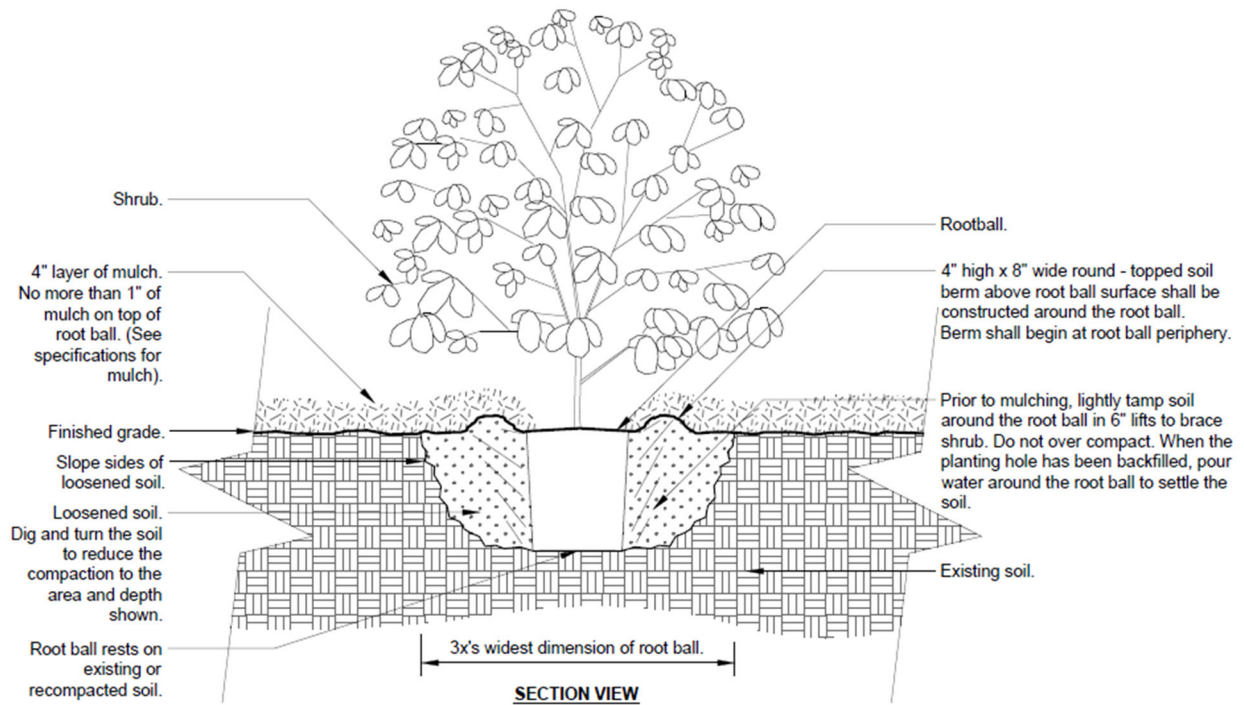 Shrub.
4" layer of mulch.
No more than 1" of
mulch on top of
root ball. (See
specifications for
mulch).
Finished grade.
Slope sides of
loosened soil.
Loosened soil.
Dig and turn the soil
to reduce the
compaction to the
area and depth
shown.
Root ball rests on
existing or
recompacted soil.
Rootball.
4" high x 8" wide round - topped soil
berm above root ball surface shall be
constructed around the root ball.
Berm shall begin at root ball periphery.
Prior to mulching, lightly tamp soil
around the root ball in 6" lifts to brace
shrub. Do not over compact. When the
planting hole has been backfilled, pour
water around the root ball to settle the
soil.
Existing soil.
3x's widest dimension of root ball.
SECTION VIEW